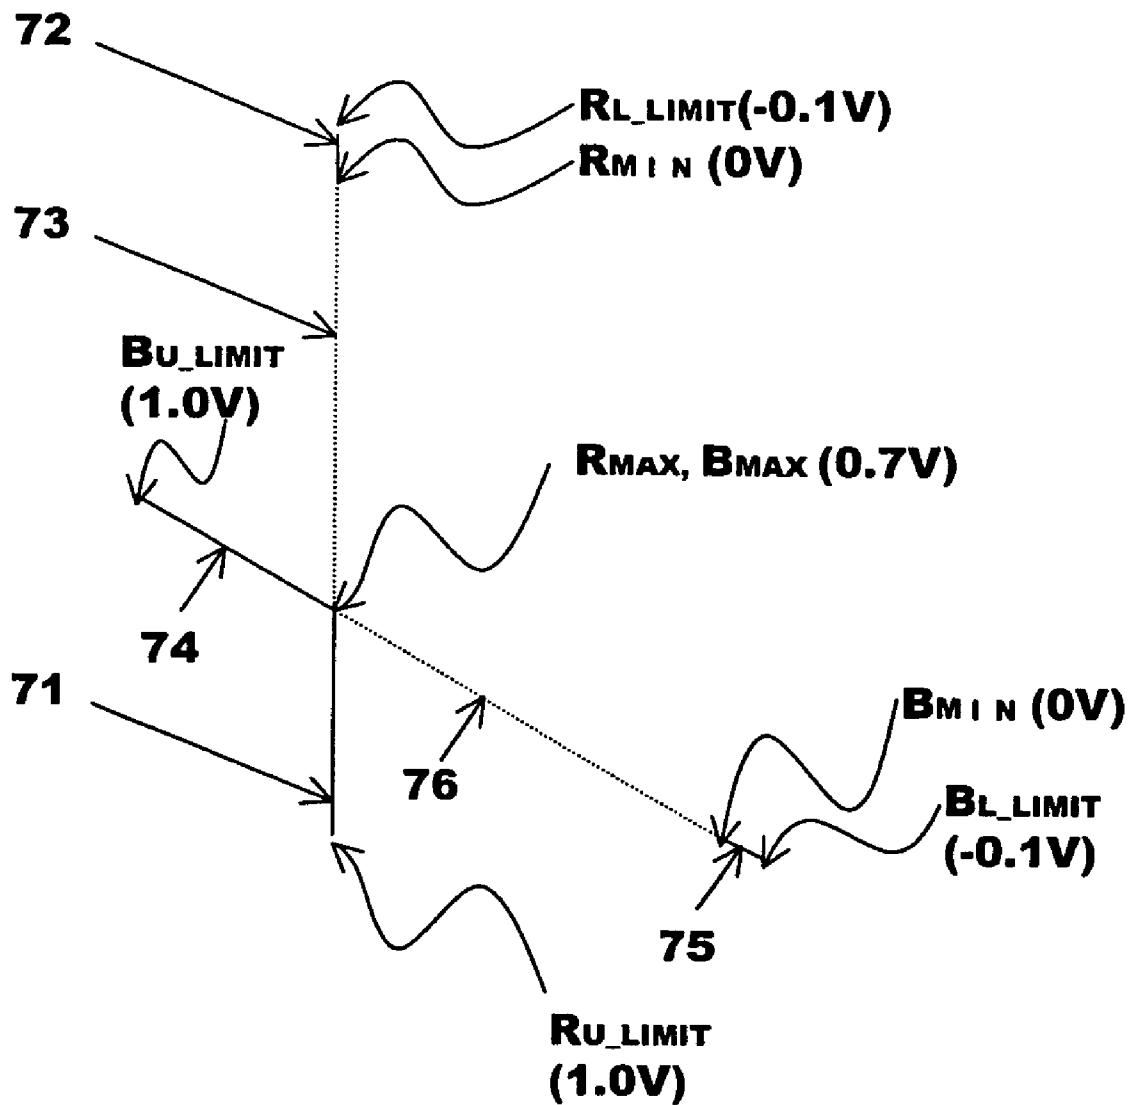 72
RL_LIMIT(-0.1V)
RMIN (0V)
73
BU_LIMIT
(1.0V)
RMAX, BMAX (0.7V)
74
71
BMIN (0V)
76
BL_LIMIT
(-0.1V)
75
RU_LIMIT
(1.0V)